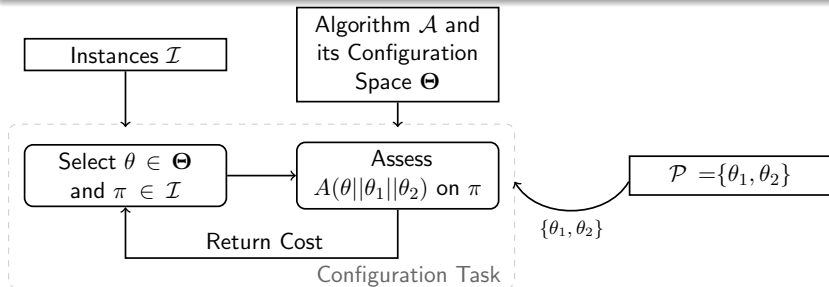 Instances ℐ
Algorithm 𝒜 and
its Configuration
Space Θ
Select θ ∈ Θ
and π ∈ ℐ
Assess
A(θ||θ₁||θ₂) on π
𝒫 ={θ₁, θ₂}
{θ₁, θ₂}
Return Cost
Configuration Task